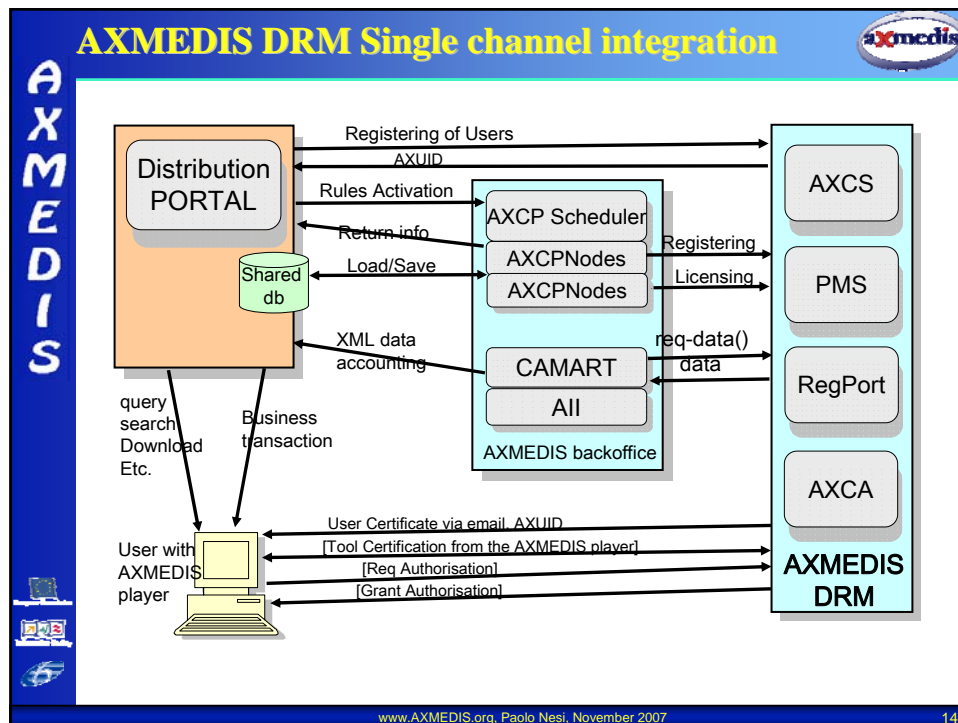 AXMEDIS DRM Single channel integration
axmedis
AXMEDIS
Distribution
PORTAL
Shared
db
Registering of Users
AXUID
Rules Activation
Return info
Load/Save
XML data
accounting
AXCP Scheduler
AXCPNodes
AXCPNodes
CAMART
AII
AXMEDIS backoffice
Registering
Licensing
req-data()
data
AXCS
PMS
RegPort
AXCA
AXMEDIS
DRM
query
search
Download
Etc.
Business
transaction
User with
AXMEDIS
player
User Certificate via email, AXUID
[Tool Certification from the AXMEDIS player]
[Req Authorisation]
[Grant Authorisation]
www.AXMEDIS.org, Paolo Nesi, November 2007
14